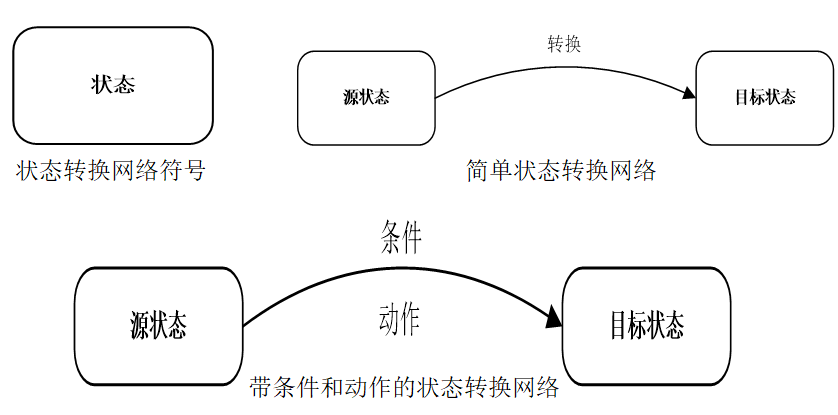 状态
状态转换网络符号
转换
源状态
目标状态
简单状态转换网络
条件
源状态
动作
目标状态
带条件和动作的状态转换网络